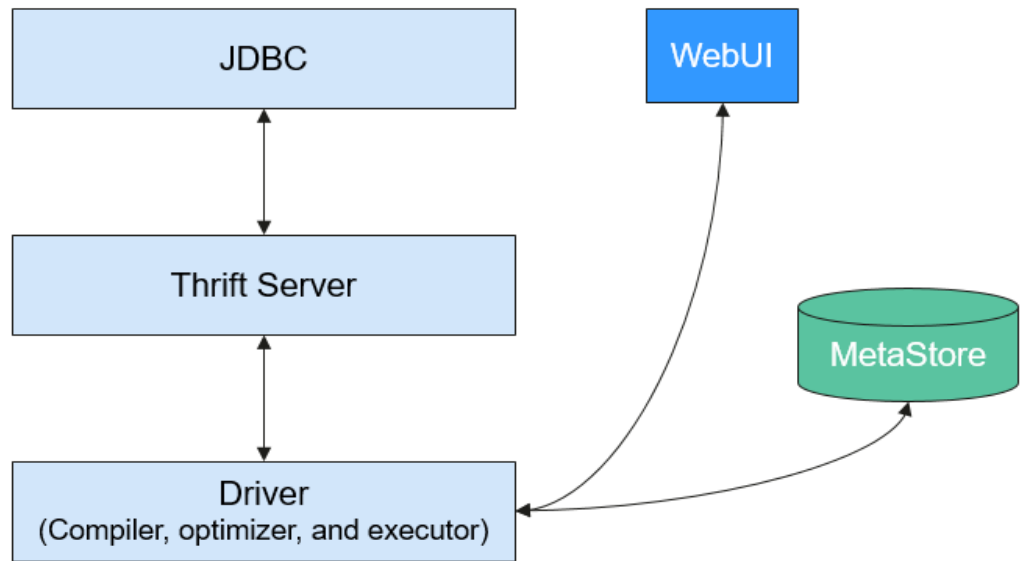 JDBC
WebUI
Thrift Server
MetaStore
Driver
(Compiler, optimizer, and executor)